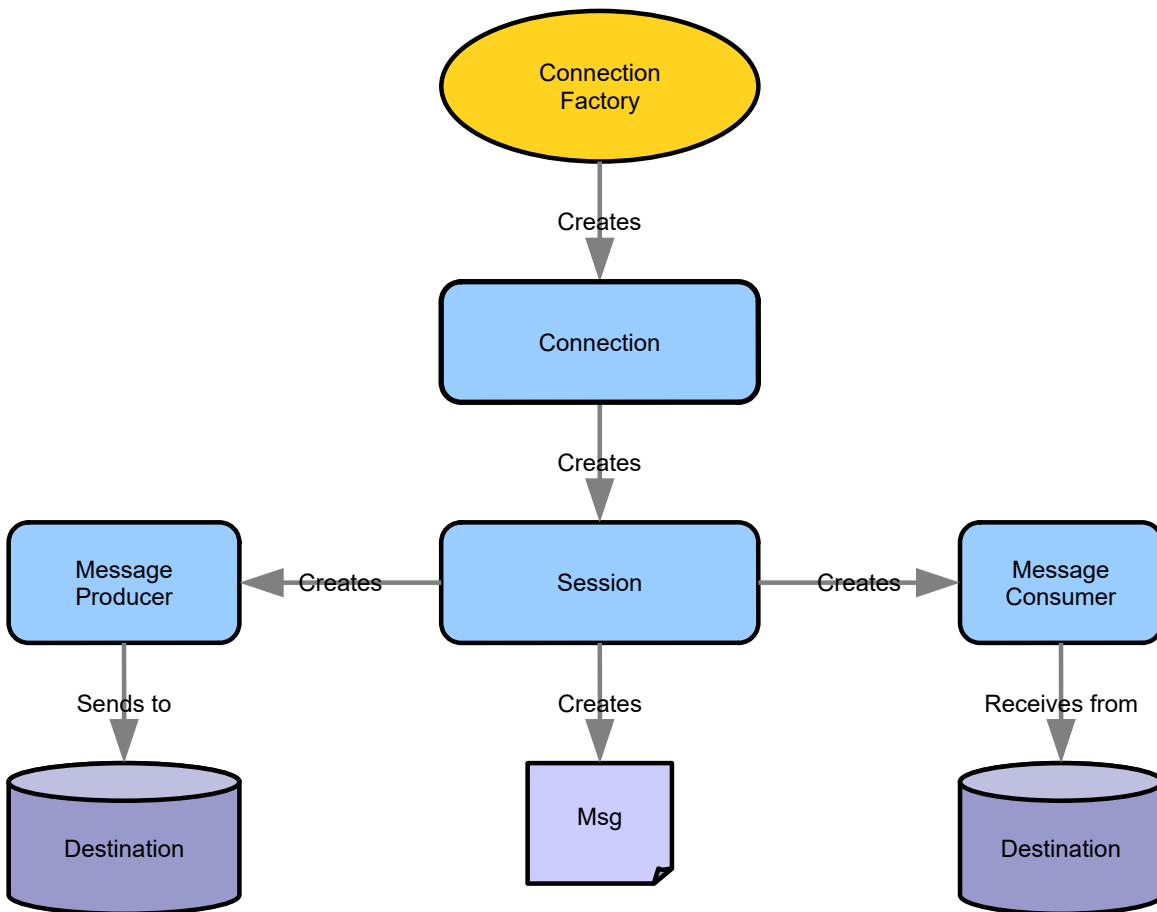 Connection
Factory
Creates
Connection
Creates
Message
Producer
Creates
Session
Creates
Message
Consumer
Sends to
Creates
Receives from
Destination
Msg
Destination